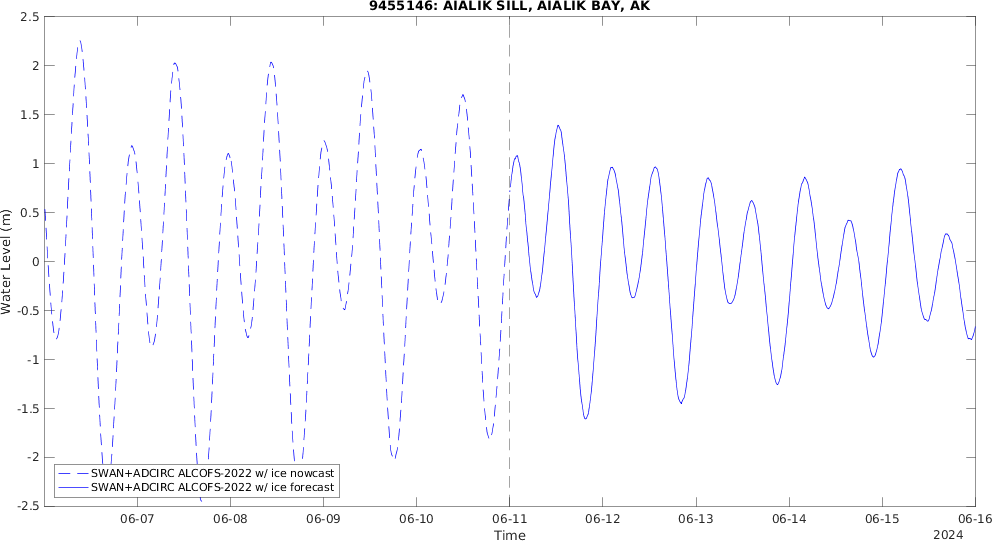 9455146: AIALIK SILL, AIALIK BAY, AK
2.5
2
1.5
1
0.5
0
-0.5
-1
-1.5
-2
-2.5
Water Level (m)
SWAN+ADCIRC ALCOFS-2022 w/ ice nowcast
SWAN+ADCIRC ALCOFS-2022 w/ ice forecast
06-07 06-08 06-09 06-10 06-11 06-12 06-13 06-14 06-15 06-16
Time
2024